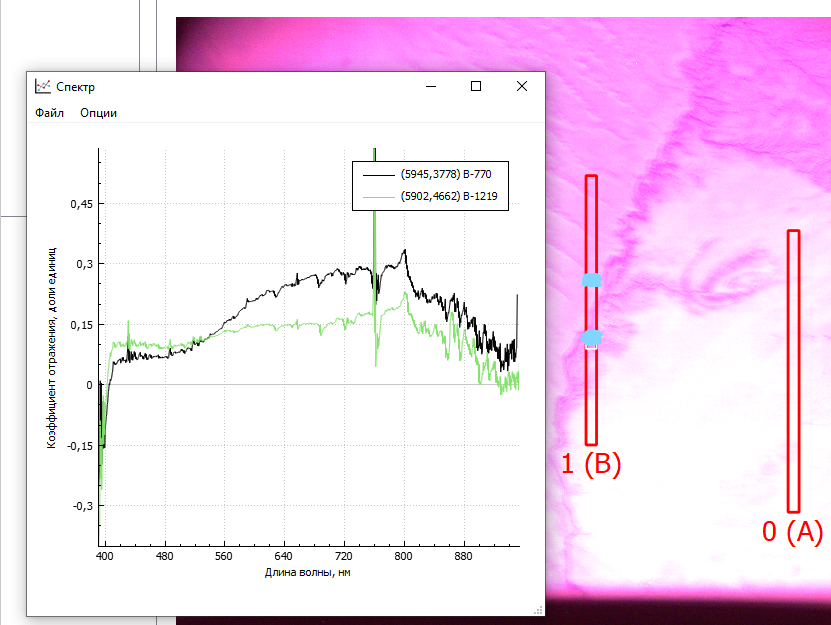 Спектр
Файл Опции
(5945,3778) B-770
(5902,4662) B-1219
0,45
0,3
0,15
0
-0,15
-0,3
400 480 560 640 720 800 880
Длина волны, нм
Коэффициент отражения, доли единиц
1 (B)
0 (A)